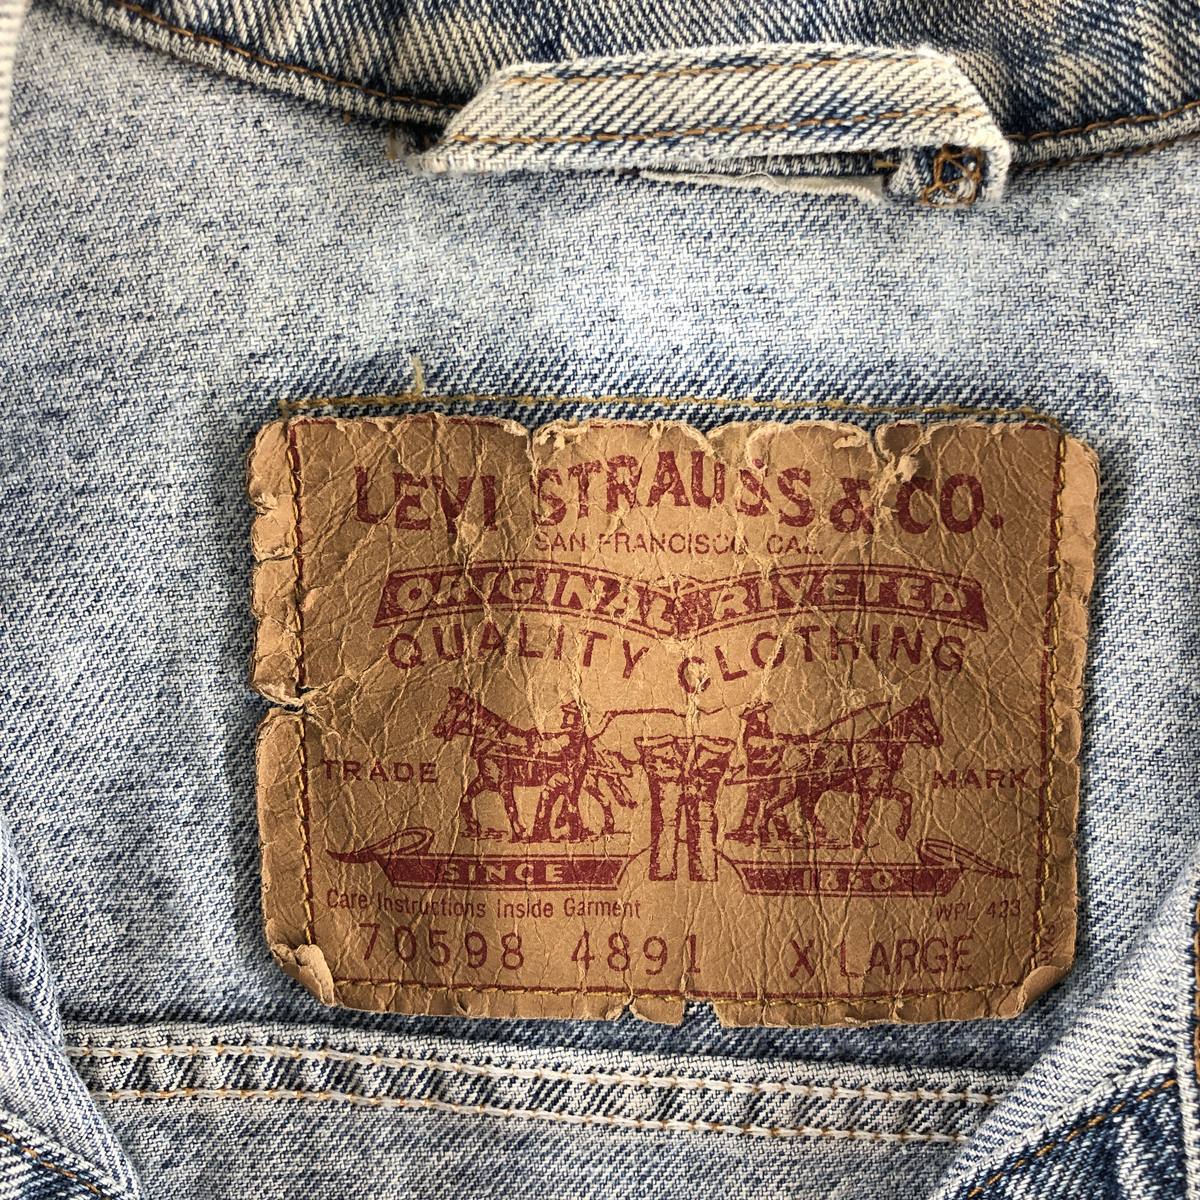 LEVI STRAUSS & CO.
SAN FRANCISCO, CAL.
ORIGINAL RIVETED
QUALITY CLOTHING
TRADE MARK
SINCE 1850
Care Instructions Inside Garment WPL 423
70598 4891 X LARGE